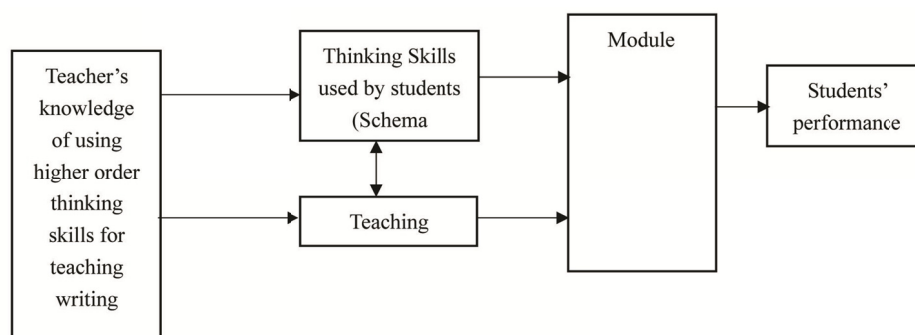 Teacher’s
knowledge
of using
higher order
thinking
skills for
teaching
writing
Thinking Skills
used by students
(Schema
Teaching
Module
Students’
performance